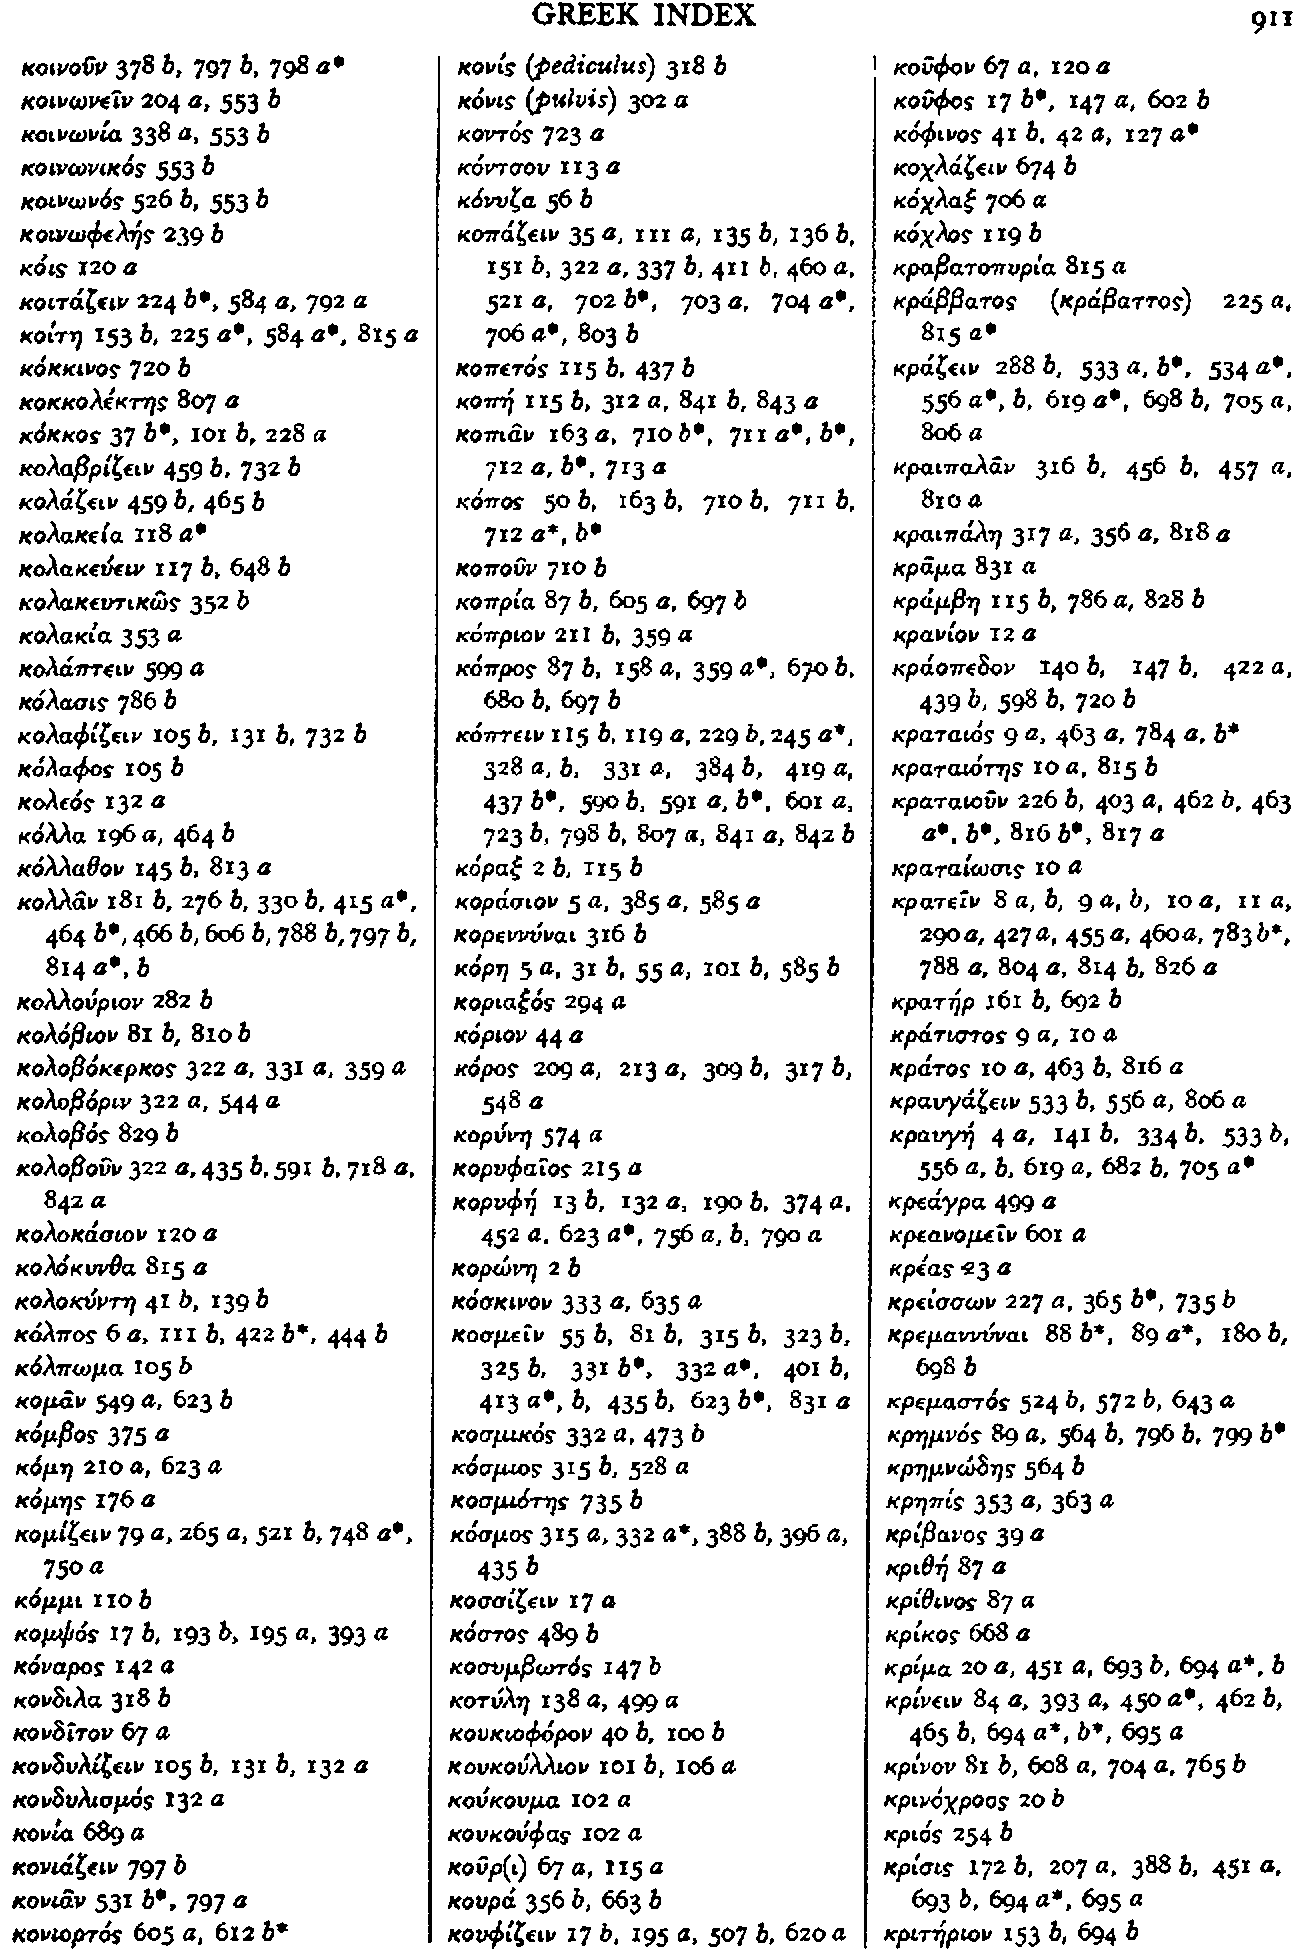 GREEK INDEX 911
κοινοῦν 378 b, 797 b, 798 a*
κοινωνεῖν 204 a, 553 b
κοινωνία 338 a, 553 b
κοινωνικός 553 b
κοινωνός 526 b, 553 b
κοινωφελής 239 b
κόις 120 a
κοιτάζειν 224 b*, 584 a, 792 a
κοίτη 153 b, 225 a*, 584 a*, 815 a
κόκκινος 720 b
κοκκολέκτης 807 a
κόκκος 37 b*, 101 b, 228 a
κολαβρίζειν 459 b, 732 b
κολάζειν 459 b, 465 b
κολακεία 118 a*
κολακεύειν 117 b, 648 b
κολακευτικῶς 352 b
κολακία 353 a
κολάπτειν 599 a
κόλασις 786 b
κολαφίζειν 105 b, 131 b, 732 b
κόλαφος 105 b
κολεός 132 a
κόλλα 196 a, 464 b
κόλλαθον 145 b, 813 a
κολλᾶν 181 b, 276 b, 330 b, 415 a*,
464 b*, 466 b, 606 b, 788 b, 797 b,
814 a*, b
κολλούριον 282 b
κολόβιον 81 b, 810 b
κολοβόκερκος 322 a, 331 a, 359 a
κολοβόριν 322 a, 544 a
κολοβός 829 b
κολοβοῦν 322 a, 435 b, 591 b, 718 a,
842 a
κολοκάσιον 120 a
κολόκυνθα 815 a
κολοκύντη 41 b, 139 b
κόλπος 6 a, 111 b, 422 b*, 444 b
κόλπωμα 105 b
κομᾶν 549 a, 623 b
κόμβος 375 a
κόμη 210 a, 623 a
κόμης 176 a
κομίζειν 79 a, 265 a, 521 b, 748 a*,
750 a
κόμμι 110 b
κομψός 17 b, 193 b, 195 a, 393 a
κόναρος 142 a
κονδιλα 318 b
κονδῖτον 67 a
κονδυλίζειν 105 b, 131 b, 132 a
κονδυλισμός 132 a
κονία 689 a
κονιάζειν 797 b
κονιᾶν 531 b*, 797 a
κονιορτός 605 a, 612 b*
κονίς (pediculus) 318 b
κόνις (pulvis) 302 a
κοντός 723 a
κόντσου 113 a
κόνυζα 56 b
κοπάζειν 35 a, 111 a, 135 b, 136 b,
151 b, 322 a, 337 b, 411 b, 460 a,
521 a, 702 b*, 703 a, 704 a*,
706 a*, 803 b
κοπετός 115 b, 437 b
κοπή 115 b, 312 a, 841 b, 843 a
κοπιᾶν 163 a, 710 b*, 711 a*, b*,
712 a, b*, 713 a
κόπος 50 b, 163 b, 710 b, 711 b,
712 a*, b*
κοποῦν 710 b
κοπρία 87 b, 605 a, 697 b
κόπριον 211 b, 359 a
κόπρος 87 b, 158 a, 359 a*, 670 b,
680 b, 697 b
κόπτειν 115 b, 119 a, 229 b, 245 a*,
328 a, b, 331 a, 384 b, 419 a,
437 b*, 590 b, 591 a, b*, 601 a,
723 b, 798 b, 807 a, 841 a, 842 b
κόραξ 2 b, 115 b
κοράσιον 5 a, 385 a, 585 a
κορεννύναι 316 b
κόρη 5 a, 31 b, 55 a, 101 b, 585 b
κοριαξός 294 a
κόριον 44 a
κόρος 209 a, 213 a, 309 b, 317 b,
548 a
κορύνη 574 a
κορυφαῖος 215 a
κορυφή 13 b, 132 a, 190 b, 374 a,
452 a, 623 a*, 756 a, b, 790 a
κορώνη 2 b
κόσκινον 333 a, 635 a
κοσμεῖν 55 b, 81 b, 315 b, 323 b,
325 b, 331 b*, 332 a*, 401 b,
413 a*, b, 435 b, 623 b*, 831 a
κοσμικός 332 a, 473 b
κόσμιος 315 b, 528 a
κοσμιότης 735 b
κόσμος 315 a, 332 a*, 388 b, 396 a,
435 b
κοσσίζειν 17 a
κόστος 489 b
κοσυμβωτός 147 b
κοτύλη 138 a, 499 a
κουκιοφόρον 40 b, 100 b
κουκούλλιον 101 b, 106 a
κούκουμα 102 a
κουκούφας 102 a
κοῦρ(ι) 67 a, 115 a
κουρά 356 b, 663 b
κουφίζειν 17 b, 195 a, 507 b, 620 a
κοῦφον 67 a, 120 a
κοῦφος 17 b*, 147 a, 602 b
κόφινος 41 b, 42 a, 127 a*
κοχλάζειν 674 b
κόχλαξ 706 a
κόχλος 119 b
κραβατοπυρία 815 a
κράββατος (κράβαττος) 225 a,
815 a*
κράζειν 288 b, 533 a, b*, 534 a*,
556 a*, b, 619 a*, 698 b, 705 a,
806 a
κραιπαλᾶν 316 b, 456 b, 457 a,
810 a
κραιπάλη 317 a, 356 a, 818 a
κρᾶμα 831 a
κράμβη 115 b, 786 a, 828 b
κρανίον 12 a
κράσπεδον 140 b, 147 b, 422 a,
439 b, 598 b, 720 b
κραταιός 9 a, 463 a, 784 a, b*
κραταιότης 10 a, 815 b
κραταιοῦν 226 b, 403 a, 462 b, 463
a*, b*, 816 b*, 817 a
κραταίωσις 10 a
κρατεῖν 8 a, b, 9 a, b, 10 a, 11 a,
290 a, 427 a, 455 a, 460 a, 783 b*,
788 a, 804 a, 814 b, 826 a
κρατήρ 161 b, 692 b
κράτιστος 9 a, 10 a
κράτος 10 a, 463 b, 816 a
κραυγάζειν 533 b, 556 a, 806 a
κραυγή 4 a, 141 b, 334 b, 533 b,
556 a, b, 619 a, 682 b, 705 a*
κρεάγρα 499 a
κρεανομεῖν 601 a
κρέας 23 a
κρείσσων 227 a, 365 b*, 735 b
κρεμαννύναι 88 b*, 89 a*, 180 b,
698 b
κρεμαστός 524 b, 572 b, 643 a
κρημνός 89 a, 564 b, 796 b, 799 b*
κρημνώδης 564 b
κρηπίς 353 a, 363 a
κρίβανος 39 a
κριθή 87 a
κρίθινος 87 a
κρίκος 668 a
κρίμα 20 a, 451 a, 693 b, 694 a*, b
κρίνειν 84 a, 393 a, 450 a*, 462 b,
465 b, 694 a*, b*, 695 a
κρίνον 81 b, 608 a, 704 a, 765 b
κρινόχροος 20 b
κριός 254 b
κρίσις 172 b, 207 a, 388 b, 451 a,
693 b, 694 a*, 695 a
κριτήριον 153 b, 694 b